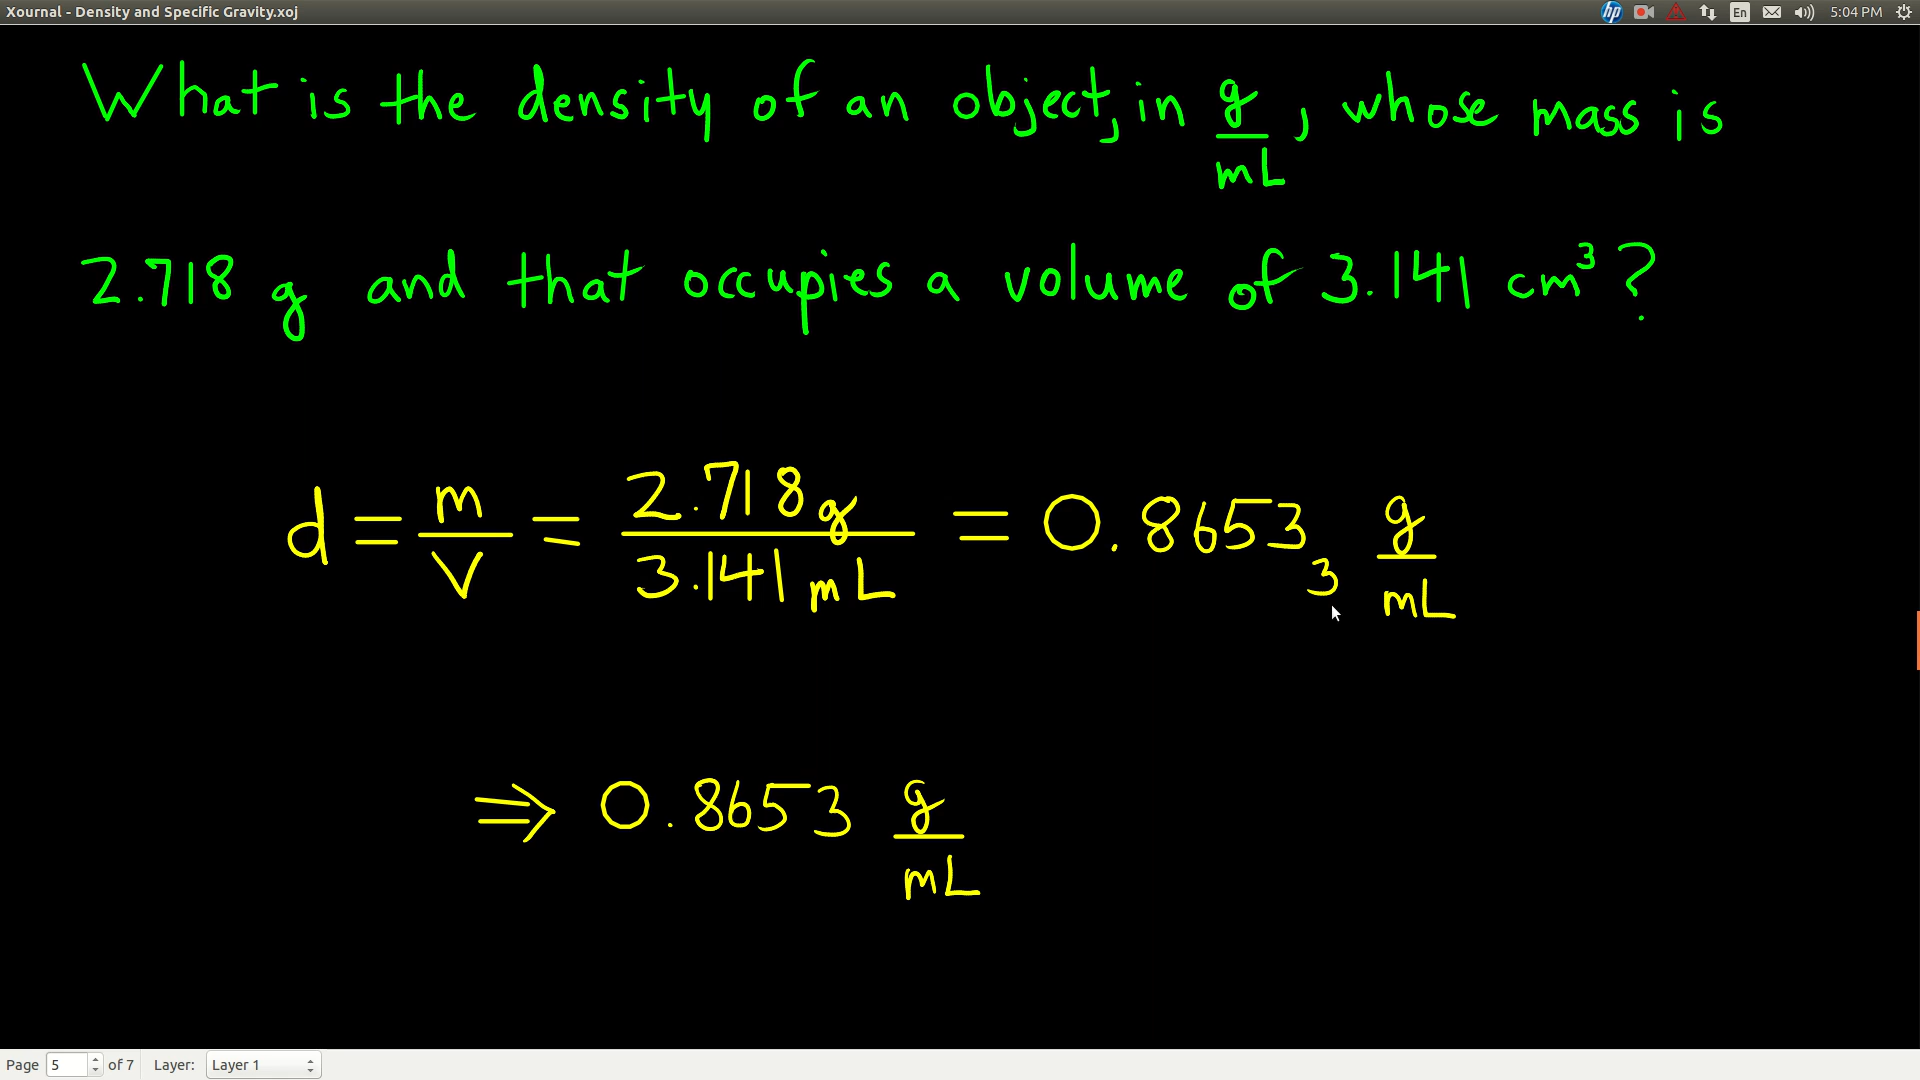 Xournal - Density and Specific Gravity.xoj
hp En 5:04 PM
What is the density of an object, in g/mL, whose mass is
2.718 g and that occupies a volume of 3.141 cm³?
d = m/V = 2.718 g/3.141 mL = 0.8653₃ g/mL
⇒ 0.8653 g/mL
Page 5 of 7 Layer: Layer 1